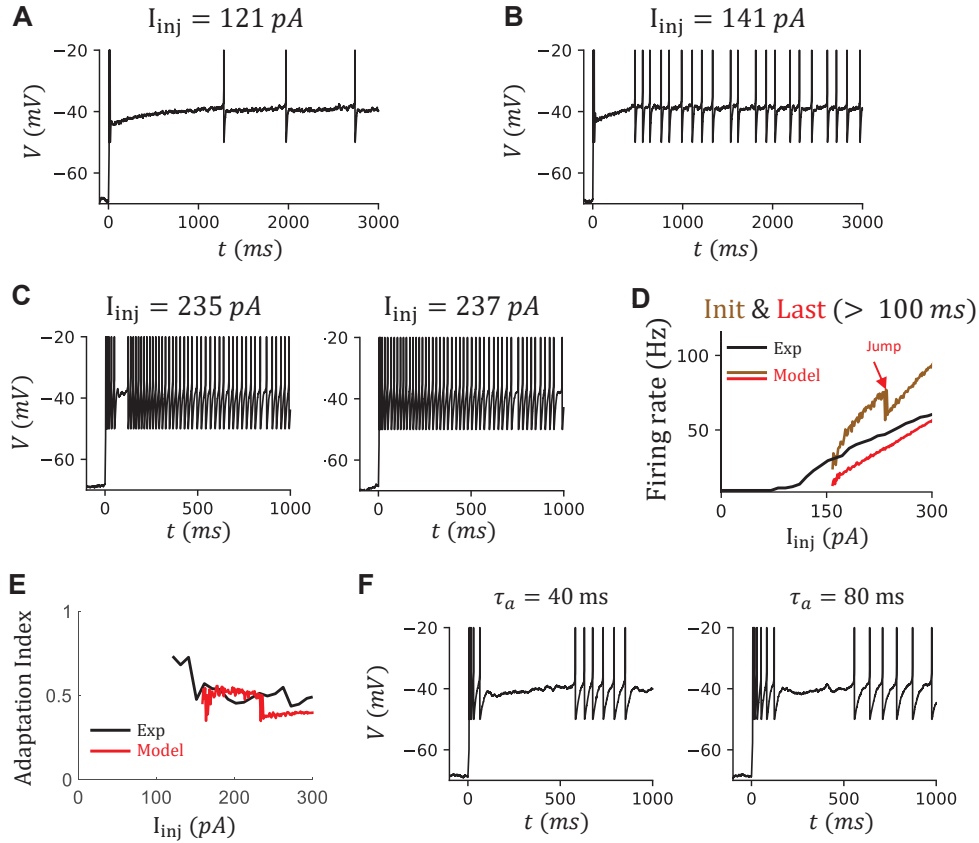 A
I_inj = 121 pA
−20
−40
−60
V (mV)
0 1000 2000 3000
t (ms)
B
I_inj = 141 pA
−20
−40
−60
V (mV)
0 1000 2000 3000
t (ms)
C
I_inj = 235 pA
−20
−40
−60
V (mV)
0 500 1000
t (ms)
I_inj = 237 pA
−20
·40
−60
0 500 1000
t (ms)
D
Init & Last (> 100 ms)
Exp
Model
Jump
100
50
Firing rate (Hz)
0 150 300
I_inj (pA)
E
1
0.5
0
Adaptation Index
Exp
Model
0 100 200 300
I_inj (pA)
F
τ_a = 40 ms
−20
−40
−60
V (mV)
0 500 1000
t (ms)
τ_a = 80 ms
−20
−40
−60
0 500 1000
t (ms)